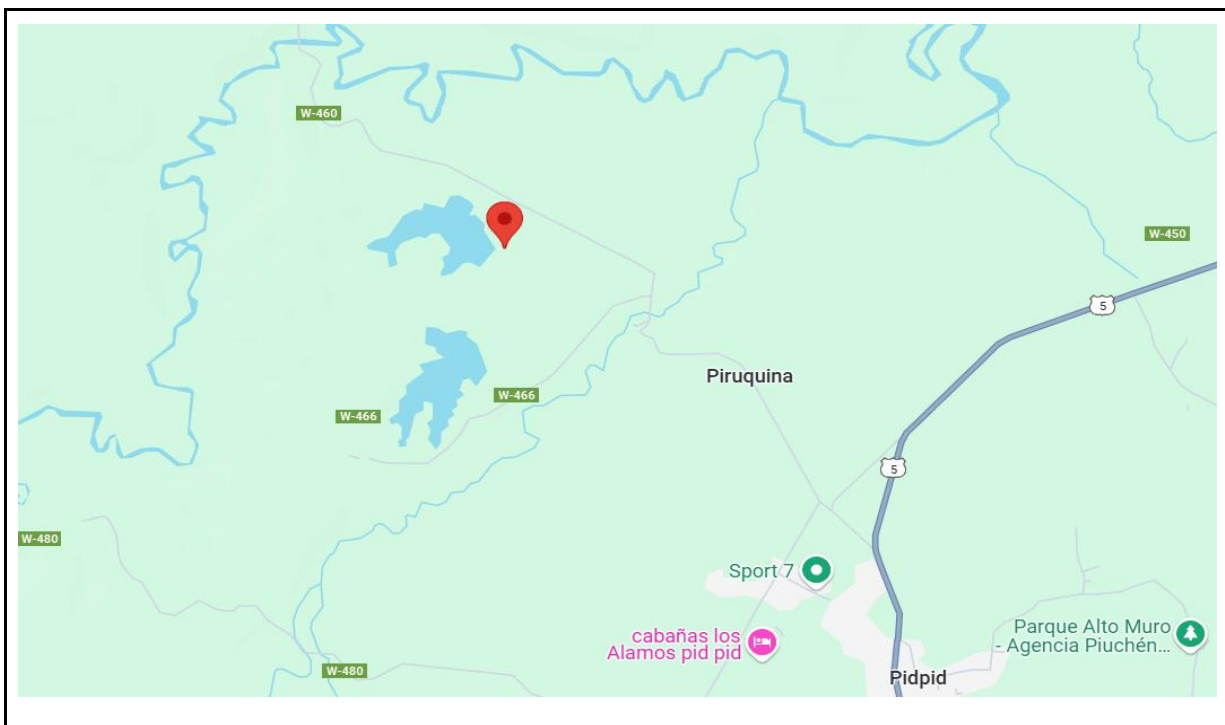 W-460
W-450
5
Piruquina
W-466
W-466
5
W-480
Sport 7
cabañas los
Alamos pid pid
Parque Alto Muro
- Agencia Piuchén...
W-480
Pidpid